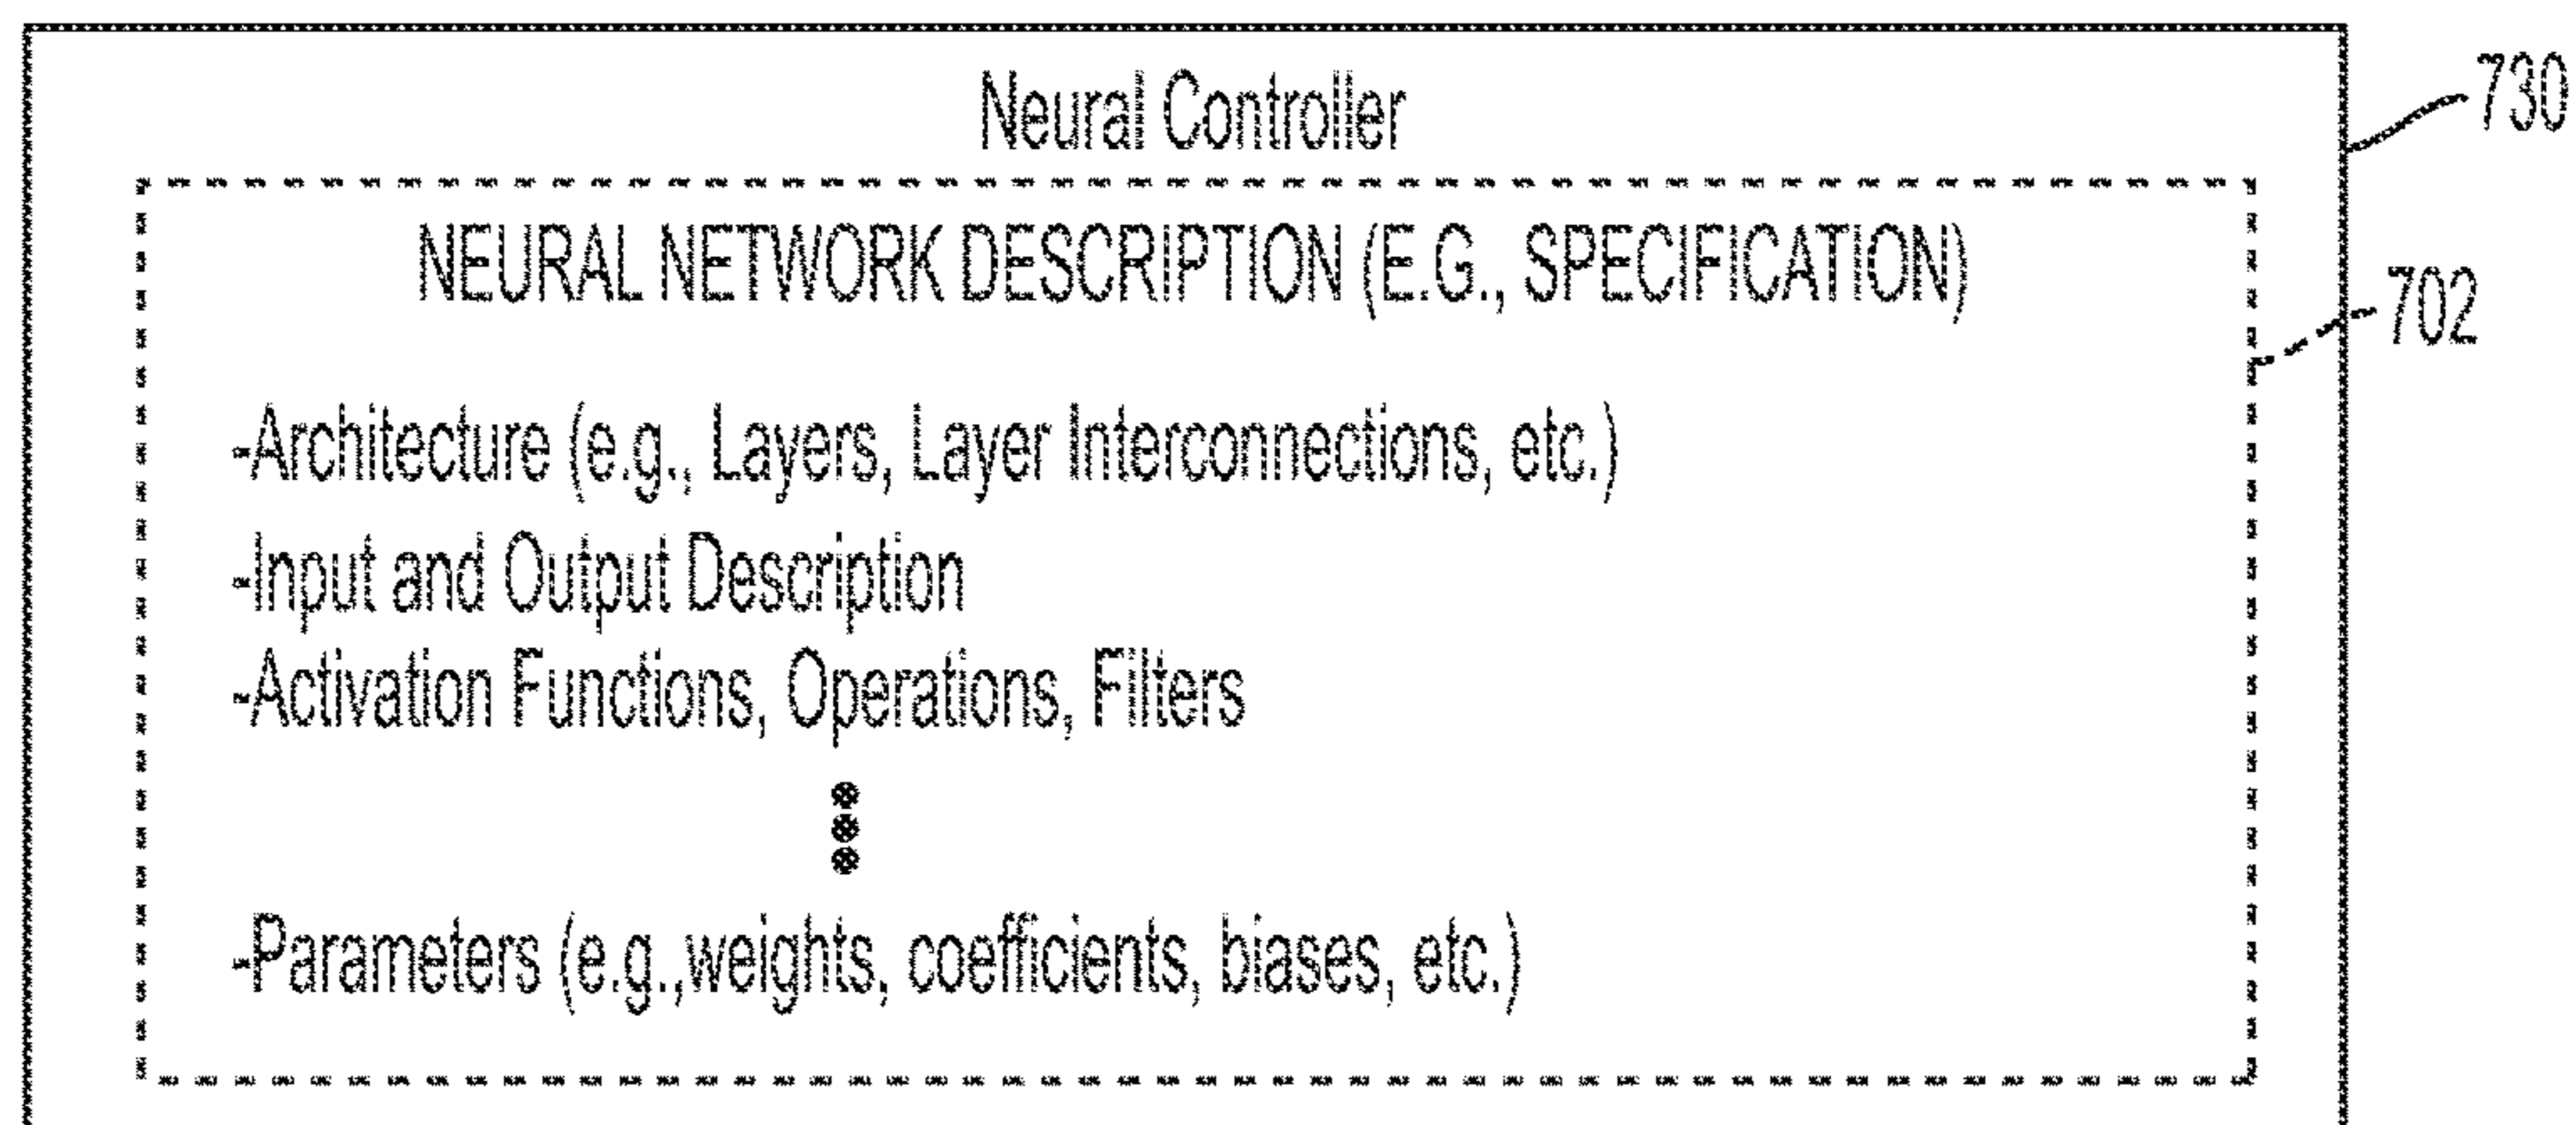 Neural Controller
730
NEURAL NETWORK DESCRIPTION (E.G., SPECIFICATION)
702
-Architecture (e.g., Layers, Layer Interconnections, etc.)
-Input and Output Description
-Activation Functions, Operations, Filters
-Parameters (e.g.,weights, coefficients, biases, etc.)